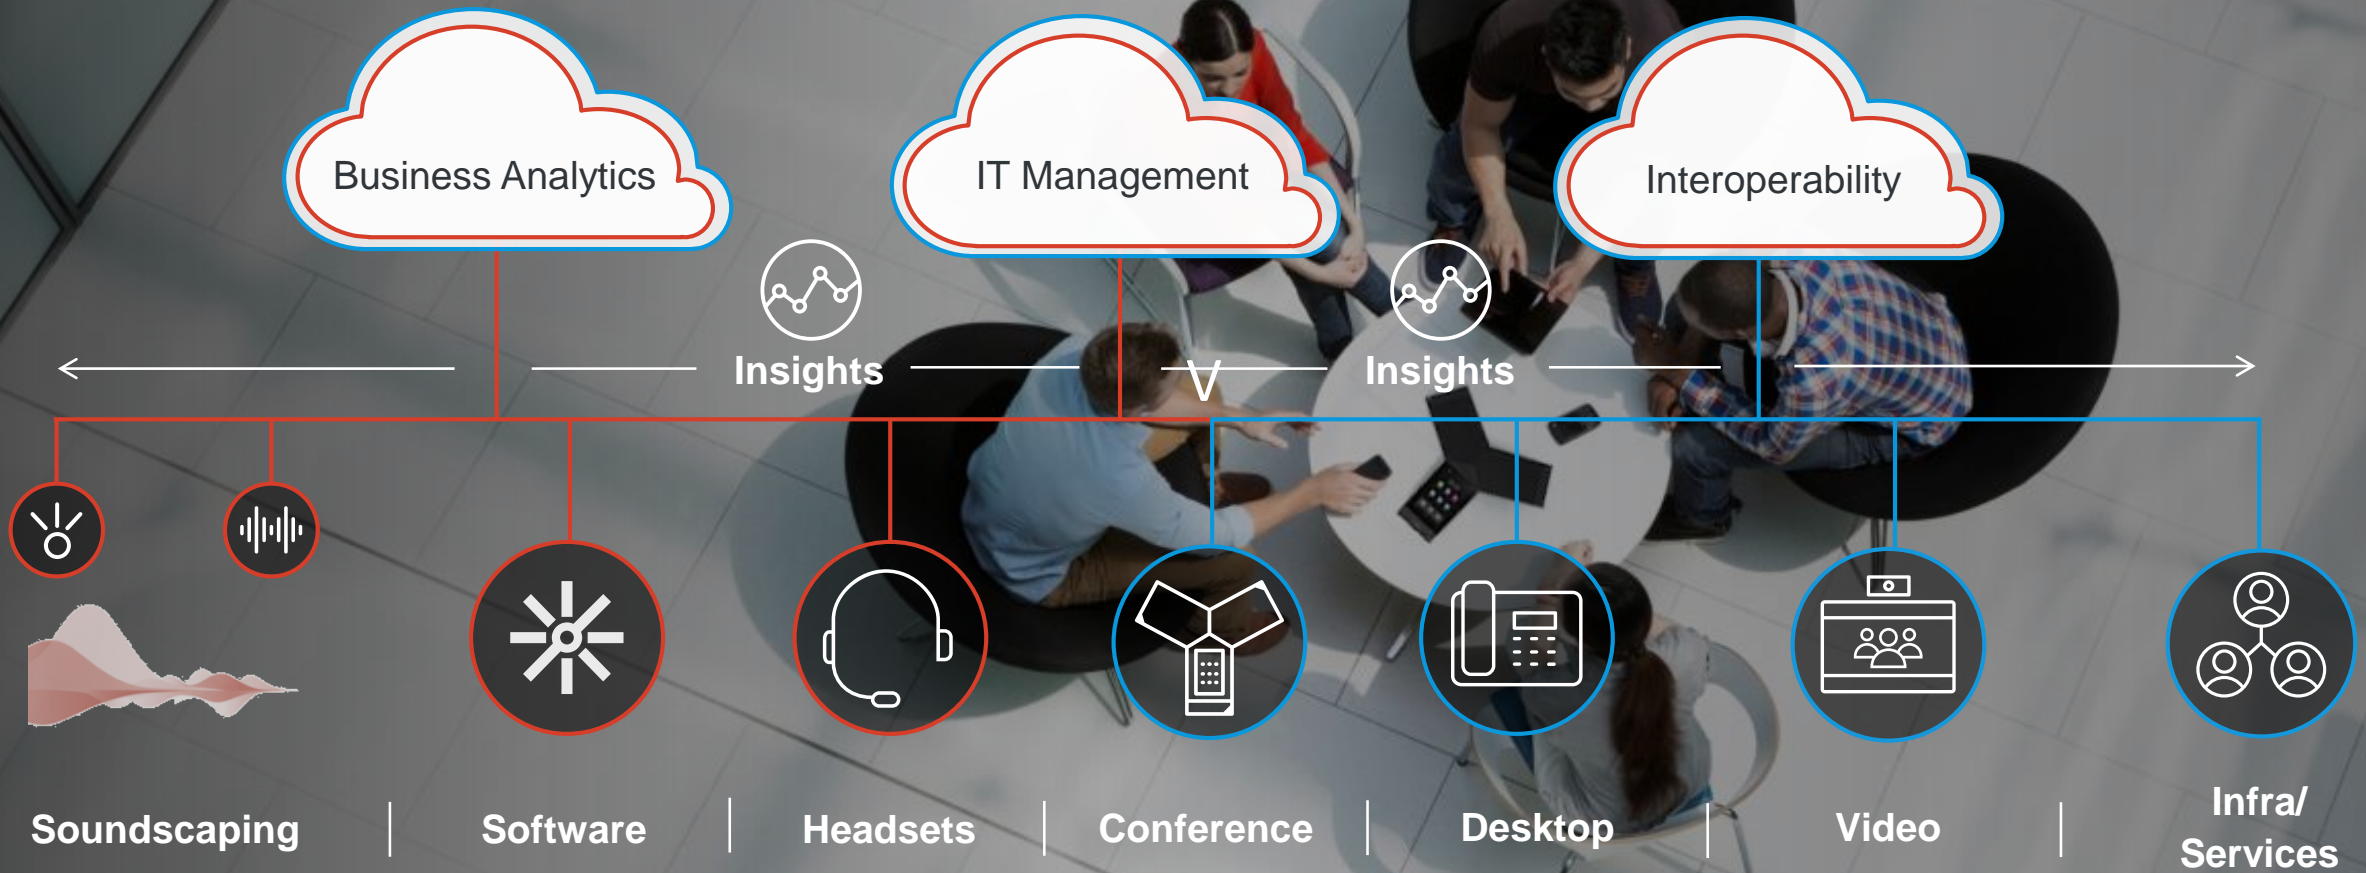 Business Analytics
IT Management
Interoperability
Insights
V
Insights
Soundscaping
Software
Headsets
Conference
Desktop
Video
Infra/
Services